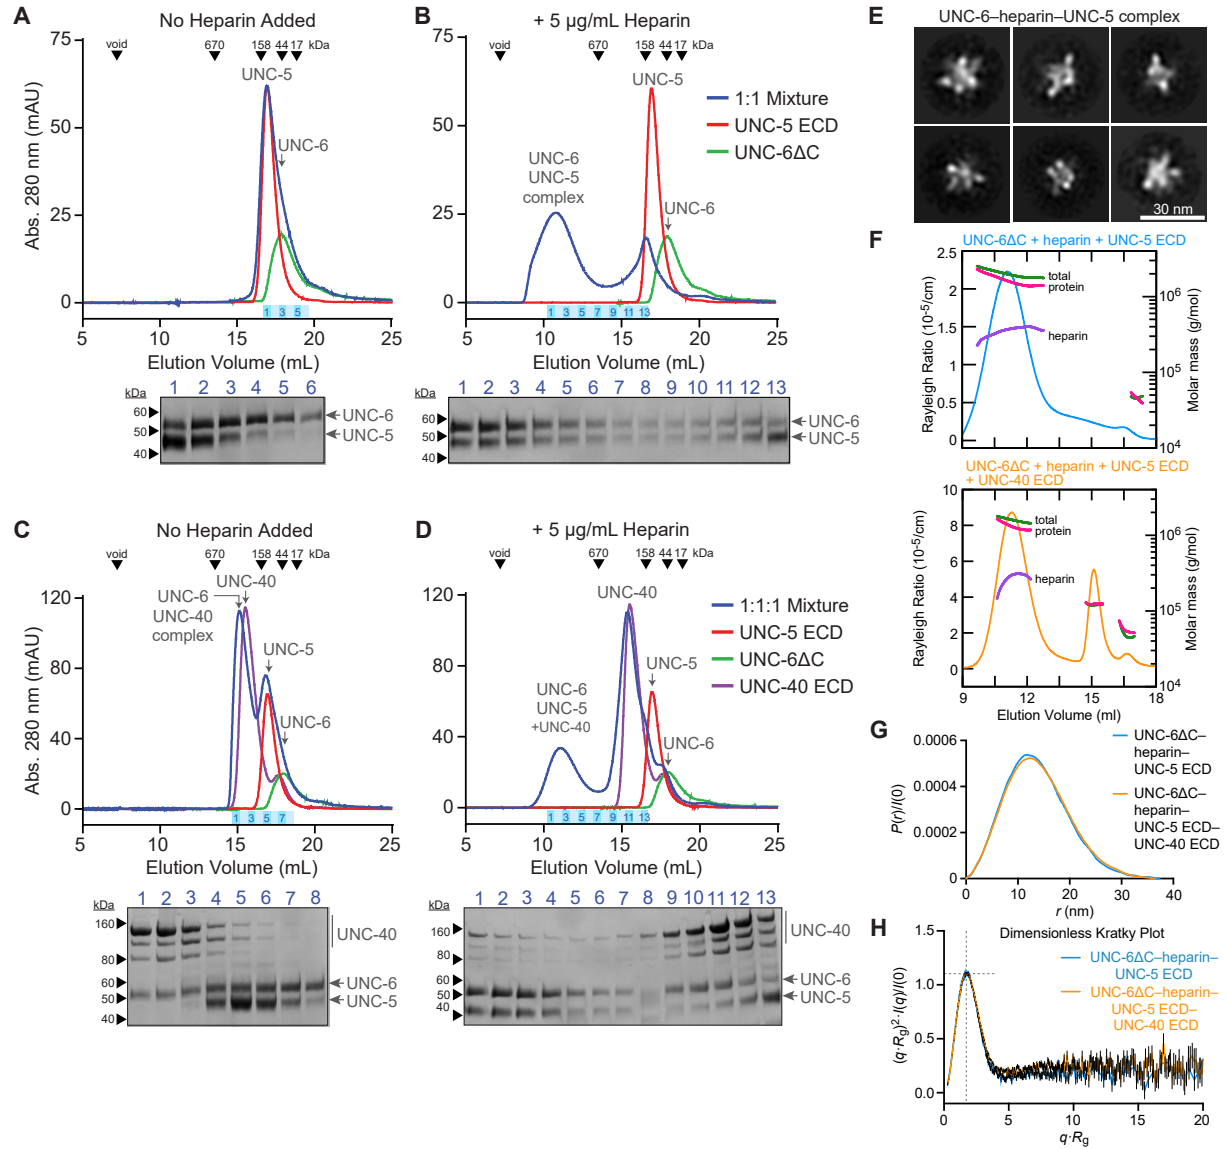 A
No Heparin Added
void
670
158
44
17
kDa
UNC-5
UNC-6
Abs. 280 nm (mAU)
75
50
25
0
5
10
15
20
25
1 3 5
Elution Volume (mL)
kDa
1 2 3 4 5 6
60
50
40
UNC-6
UNC-5
B
+ 5 µg/mL Heparin
void
670
158
44
17
kDa
UNC-5
1:1 Mixture
UNC-5 ECD
UNC-6ΔC
UNC-6
UNC-5
complex
UNC-6
75
50
25
0
5
10
15
20
25
1 3 5 7 9 11 13
Elution Volume (mL)
kDa
1 2 3 4 5 6 7 8 9 10 11 12 13
60
50
40
UNC-6
UNC-5
C
No Heparin Added
void
670
158
44
17
kDa
UNC-40
UNC-6
UNC-40
complex
UNC-5
UNC-6
Abs. 280 nm (mAU)
120
80
40
0
5
10
15
20
25
1 3 5 7
Elution Volume (mL)
kDa
1 2 3 4 5 6 7 8
160
80
60
50
40
UNC-40
UNC-6
UNC-5
D
+ 5 µg/mL Heparin
void
670
158
44
17
kDa
UNC-40
1:1:1 Mixture
UNC-5 ECD
UNC-6ΔC
UNC-40 ECD
UNC-5
UNC-6
UNC-5
+UNC-40
UNC-6
120
80
40
0
5
10
15
20
25
1 3 5 7 9 11 13
Elution Volume (mL)
kDa
1 2 3 4 5 6 7 8 9 10 11 12 13
160
80
60
50
40
UNC-40
UNC-6
UNC-5
E
UNC-6–heparin–UNC-5 complex
30 nm
F
UNC-6ΔC + heparin + UNC-5 ECD
Rayleigh Ratio (10⁻⁵/cm)
2.5
2
1.5
1
0.5
0
total
protein
heparin
10⁶
10⁵
10⁴
Molar mass (g/mol)
UNC-6ΔC + heparin + UNC-5 ECD
+ UNC-40 ECD
Rayleigh Ratio (10⁻⁵/cm)
10
8
6
4
2
0
total
protein
heparin
10⁶
10⁵
10⁴
Molar mass (g/mol)
9
12
15
18
Elution Volume (ml)
G
P(r)/I(0)
0.0006
0.0002
0
0
10
20
30
40
r (nm)
UNC-6ΔC–
heparin–
UNC-5 ECD
UNC-6ΔC–
heparin–
UNC-5 ECD–
UNC-40 ECD
H
Dimensionless Kratky Plot
(q·Rg)²·I(q)/I(0)
1.5
1.0
0.5
0.0
UNC-6ΔC–heparin–
UNC-5 ECD
UNC-6ΔC–heparin–
UNC-5 ECD–
UNC-40 ECD
0
5
10
15
20
q·Rg